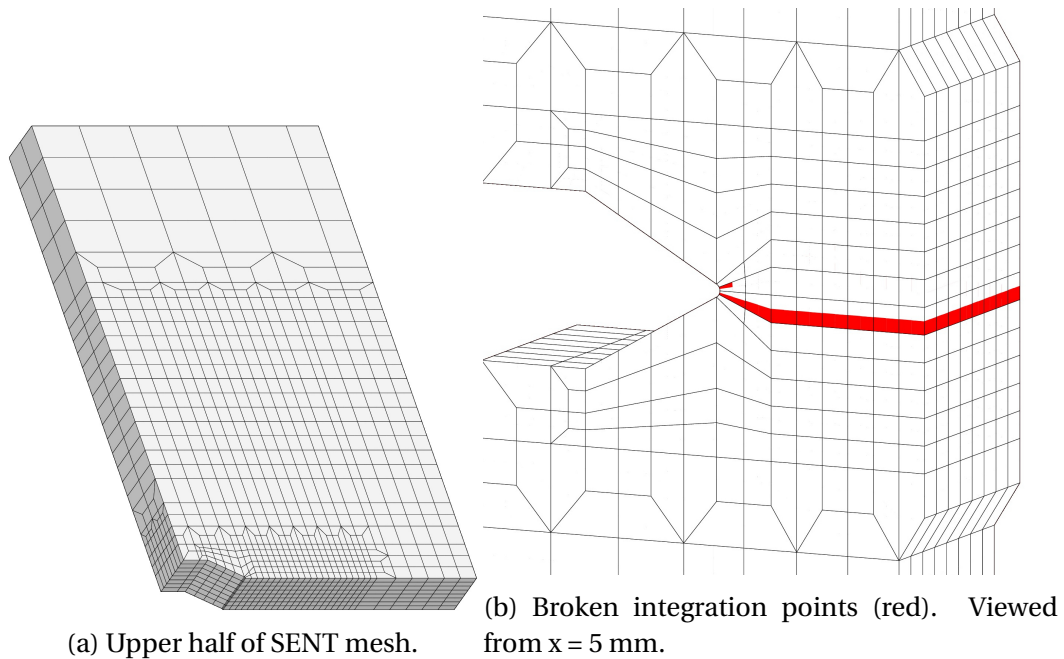 (a) Upper half of SENT mesh.
(b) Broken integration points (red). Viewed
from x = 5 mm.